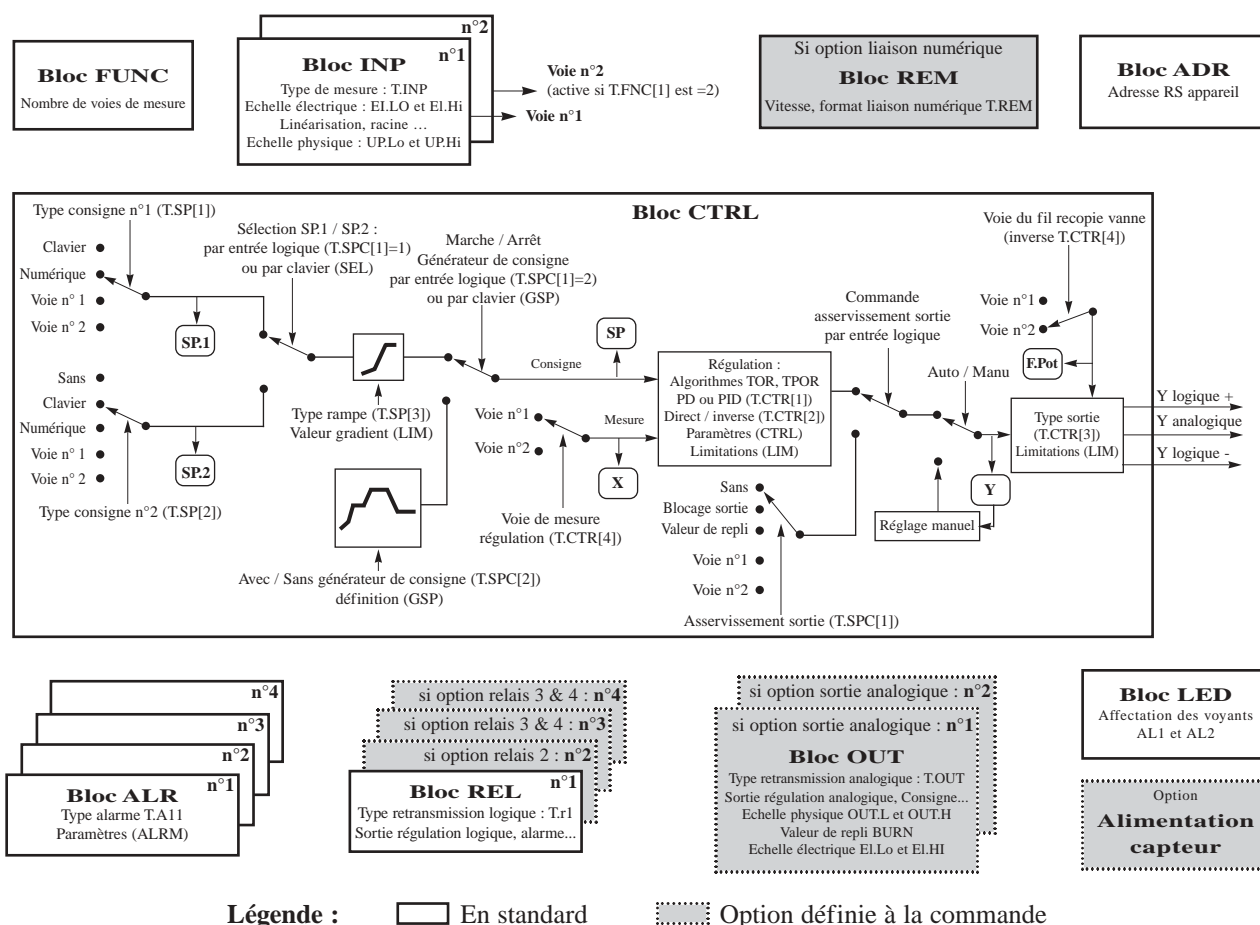 Bloc FUNC
Nombre de voies de mesure
n°2
n°1
Bloc INP
Type de mesure : T.INP
Echelle électrique : EI.LO et El.Hi
Linéarisation, racine …
Echelle physique : UP.Lo et UP.Hi
Voie n°2
(active si T.FNC[1] est =2)
Voie n°1
Si option liaison numérique
Bloc REM
Vitesse, format liaison numérique T.REM
Bloc ADR
Adresse RS appareil
Bloc CTRL
Type consigne n°1 (T.SP[1])
Clavier
Numérique
Voie n° 1
Voie n° 2
SP.1
Sans
Clavier
Numérique
Voie n° 1
Voie n° 2
SP.2
Type consigne n°2 (T.SP[2])
Sélection SP.1 / SP.2 :
par entrée logique (T.SPC[1]=1)
ou par clavier (SEL)
Type rampe (T.SP[3])
Valeur gradient (LIM)
Avec / Sans générateur de consigne (T.SPC[2])
définition (GSP)
Marche / Arrêt
Générateur de consigne
par entrée logique (T.SPC[1]=2)
ou par clavier (GSP)
Consigne
SP
Voie n°1
Voie n°2
Mesure
X
Voie de mesure
régulation (T.CTR[4])
Régulation :
Algorithmes TOR, TPOR
PD ou PID (T.CTR[1])
Direct / inverse (T.CTR[2])
Paramètres (CTRL)
Limitations (LIM)
Commande
asservissement sortie
par entrée logique
Sans
Blocage sortie
Valeur de repli
Voie n°1
Voie n°2
Asservissement sortie (T.SPC[1])
Auto / Manu
Y
Réglage manuel
Voie du fil recopie vanne
(inverse T.CTR[4])
Voie n°1
Voie n°2
F.Pot
Type sortie
(T.CTR[3])
Limitations (LIM)
Y logique +
Y analogique
Y logique -
n°4
n°3
n°2
n°1
Bloc ALR
Type alarme T.A11
Paramètres (ALRM)
si option relais 3 & 4 : n°4
si option relais 3 & 4 : n°3
si option relais 2 : n°2
n°1
Bloc REL
Type retransmission logique : T.r1
Sortie régulation logique, alarme...
si option sortie analogique : n°2
si option sortie analogique : n°1
Bloc OUT
Type retransmission analogique : T.OUT
Sortie régulation analogique, Consigne...
Echelle physique OUT.L et OUT.H
Valeur de repli BURN
Echelle électrique El.Lo et El.HI
Bloc LED
Affectation des voyants
AL1 et AL2
Option
Alimentation
capteur
Légende :
En standard
Option définie à la commande